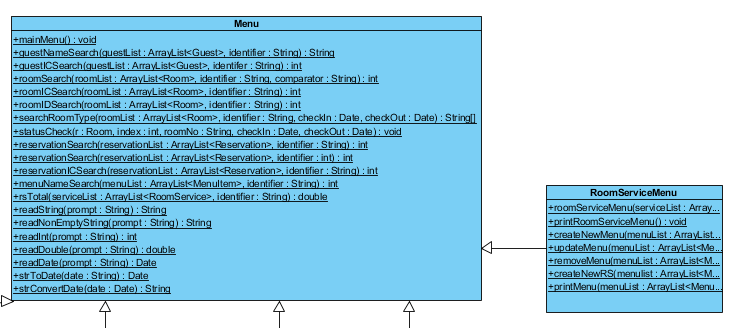 Menu
+mainMenu() : void
+guestNameSearch(guestList : ArrayList<Guest>, identifier : String) : String
+guestICSearch(guestList : ArrayList<Guest>, identifer : String) : int
+roomSearch(roomList : ArrayList<Room>, identifier : String, comparator : String) : int
+roomICSearch(roomList : ArrayList<Room>, identifier : String) : int
+roomIDSearch(roomList : ArrayList<Room>, identifier : String) : int
+searchRoomType(roomList : ArrayList<Room>, identifier : String, checkIn : Date, checkOut : Date) : String[]
+statusCheck(r : Room, index : int, roomNo : String, checkIn : Date, checkOut : Date) : void
+reservationSearch(reservationList : ArrayList<Reservation>, identifier : String) : int
+reservationSearch(reservationList : ArrayList<Reservation>, identifier : int) : int
+reservationICSearch(reservationList : ArrayList<Reservation>, identifier : String) : int
+menuNameSearch(menuList : ArrayList<MenuItem>, identifier : String) : int
+rsTotal(serviceList : ArrayList<RoomService>, identifier : String) : double
+readString(prompt : String) : String
+readNonEmptyString(prompt : String) : String
+readInt(prompt : String) : int
+readDouble(prompt : String) : double
+readDate(prompt : String) : Date
+strToDate(date : String) : Date
+strConvertDate(date : Date) : String
RoomServiceMenu
+roomServiceMenu(serviceList : Array...
+printRoomServiceMenu() : void
+createNewMenu(menuList : ArrayList...
+updateMenu(menuList : ArrayList<Me...
+removeMenu(menuList : ArrayList<M...
+createNewRS(menulist : ArrayList<M...
+printMenu(menuList : ArrayList<Menu...